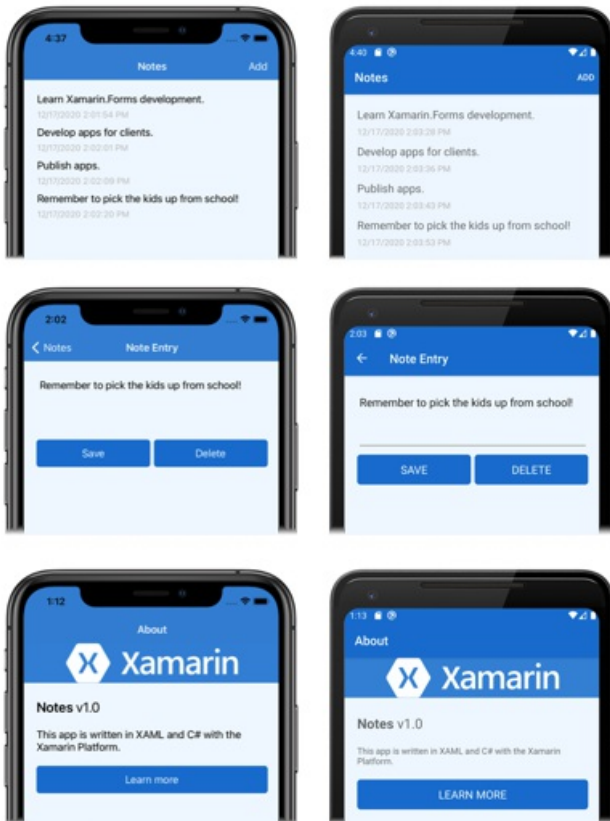 4:37
Notes
Add
Learn Xamarin.Forms development.
12/17/2020 2:01:54 PM
Develop apps for clients.
12/17/2020 2:02:01 PM
Publish apps.
12/17/2020 2:02:09 PM
Remember to pick the kids up from school!
12/17/2020 2:02:20 PM
4:40
Notes
ADD
Learn Xamarin.Forms development.
12/17/2020 2:03:28 PM
Develop apps for clients.
12/17/2020 2:03:36 PM
Publish apps.
12/17/2020 2:03:43 PM
Remember to pick the kids up from school!
12/17/2020 2:03:53 PM
2:02
Notes
Note Entry
Remember to pick the kids up from school!
Save
Delete
2:03
Note Entry
Remember to pick the kids up from school!
SAVE
DELETE
1:12
About
Xamarin
Notes v1.0
This app is written in XAML and C# with the
Xamarin Platform.
Learn more
1:13
About
Xamarin
Notes v1.0
This app is written in XAML and C# with the Xamarin
Platform.
LEARN MORE